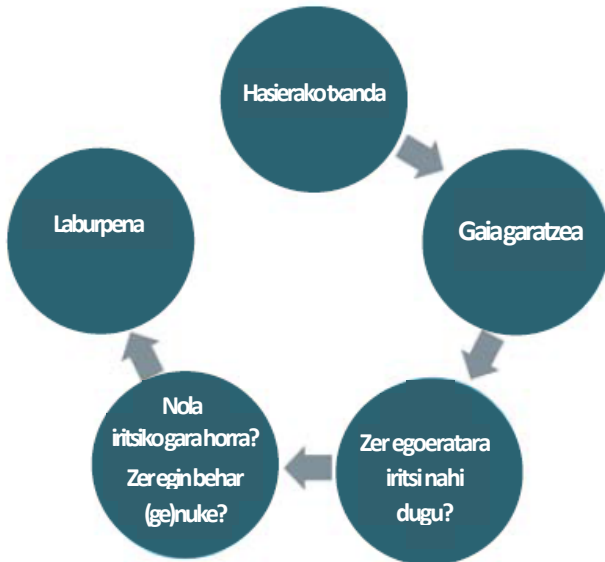 Hasierako txanda
Gaia garatzea
Zer egoeratara
iritsi nahi
dugu?
Nola
iritsiko gara horra?
Zer egin behar
(ge)nuke?
Laburpena